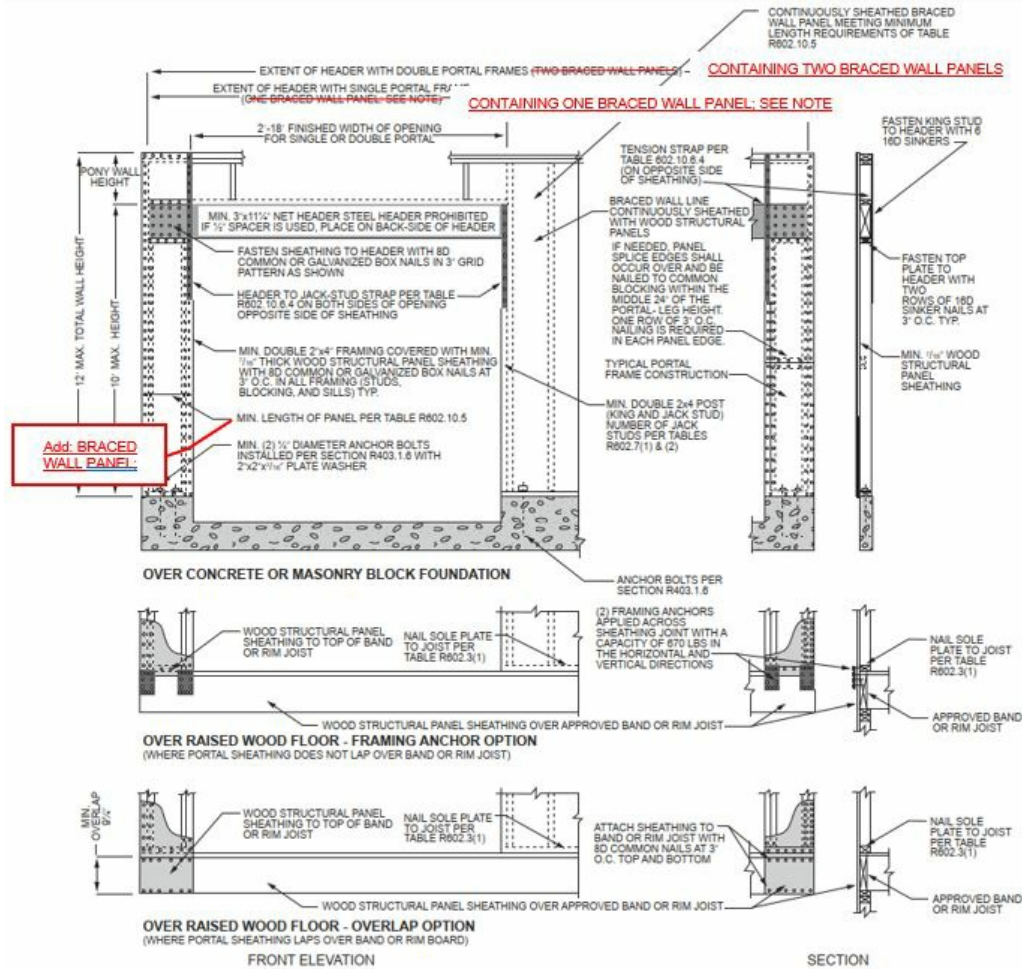 CONTINUOUSLY SHEATHED BRACED
WALL PANEL MEETING MINIMUM
LENGTH REQUIREMENTS OF TABLE
R602.10.5
EXTENT OF HEADER WITH DOUBLE PORTAL FRAMES (TWO BRACED WALL PANELS)
CONTAINING TWO BRACED WALL PANELS
EXTENT OF HEADER WITH SINGLE PORTAL
(ONE BRACED WALL PANEL; SEE NOTE)
CONTAINING ONE BRACED WALL PANEL; SEE NOTE
2'-18' FINISHED WIDTH OF OPENING
FOR SINGLE OR DOUBLE PORTAL
FASTEN KING STUD
TO HEADER WITH 6
16D SINKERS
TENSION STRAP PER
TABLE 602.10.6.4
(ON OPPOSITE SIDE
OF SHEATHING)
PONY WALL
HEIGHT
12' MAX. TOTAL WALL HEIGHT
10' MAX. HEIGHT
MIN. 3"x11¼" NET HEADER STEEL HEADER PROHIBITED
IF ½" SPACER IS USED, PLACE ON BACK-SIDE OF HEADER
BRACED WALL LINE
CONTINUOUSLY SHEATHED
WITH WOOD STRUCTURAL
PANELS
FASTEN SHEATHING TO HEADER WITH 8D
COMMON OR GALVANIZED BOX NAILS IN 3" GRID
PATTERN AS SHOWN
IF NEEDED, PANEL
SPLICE EDGES SHALL
OCCUR OVER AND BE
NAILED TO COMMON
BLOCKING WITHIN THE
MIDDLE 24" OF THE
PORTAL- LEG HEIGHT.
ONE ROW OF 3" O.C.
NAILING IS REQUIRED
IN EACH PANEL EDGE.
FASTEN TOP
PLATE TO
HEADER WITH
TWO
ROWS OF 16D
SINKER NAILS AT
3" O.C. TYP.
HEADER TO JACK-STUD STRAP PER TABLE
R602.10.6.4 ON BOTH SIDES OF OPENING
OPPOSITE SIDE OF SHEATHING
MIN. DOUBLE 2"x4" FRAMING COVERED WITH MIN.
7/16" THICK WOOD STRUCTURAL PANEL SHEATHING
WITH 8D COMMON OR GALVANIZED BOX NAILS AT
3" O.C. IN ALL FRAMING (STUDS,
BLOCKING, AND SILLS) TYP.
TYPICAL PORTAL
FRAME CONSTRUCTION
MIN. 7/16" WOOD
STRUCTURAL
PANEL
SHEATHING
MIN. LENGTH OF PANEL PER TABLE R602.10.5
MIN. DOUBLE 2x4 POST
(KING AND JACK STUD)
NUMBER OF JACK
STUDS PER TABLES
R602.7(1) & (2)
Add: BRACED
WALL PANEL:
MIN. (2) ½" DIAMETER ANCHOR BOLTS
INSTALLED PER SECTION R403.1.6 WITH
2"x2"x3/16" PLATE WASHER
OVER CONCRETE OR MASONRY BLOCK FOUNDATION
ANCHOR BOLTS PER
SECTION R403.1.6
WOOD STRUCTURAL PANEL
SHEATHING TO TOP OF BAND
OR RIM JOIST
NAIL SOLE PLATE
TO JOIST PER
TABLE R602.3(1)
(2) FRAMING ANCHORS
APPLIED ACROSS
SHEATHING JOINT WITH A
CAPACITY OF 670 LBS IN
THE HORIZONTAL AND
VERTICAL DIRECTIONS
NAIL SOLE
PLATE TO JOIST
PER TABLE
R602.3(1)
WOOD STRUCTURAL PANEL SHEATHING OVER APPROVED BAND OR RIM JOIST
APPROVED BAND
OR RIM JOIST
OVER RAISED WOOD FLOOR - FRAMING ANCHOR OPTION
(WHERE PORTAL SHEATHING DOES NOT LAP OVER BAND OR RIM JOIST)
MIN.
OVERLAP
9¼"
WOOD STRUCTURAL PANEL
SHEATHING TO TOP OF BAND
OR RIM JOIST
NAIL SOLE PLATE
TO JOIST PER
TABLE R602.3(1)
ATTACH SHEATHING TO
BAND OR RIM JOIST WITH
8D COMMON NAILS AT 3"
O.C. TOP AND BOTTOM
NAIL SOLE
PLATE TO JOIST
PER TABLE
R602.3(1)
WOOD STRUCTURAL PANEL SHEATHING OVER APPROVED BAND OR RIM JOIST
APPROVED BAND
OR RIM JOIST
OVER RAISED WOOD FLOOR - OVERLAP OPTION
(WHERE PORTAL SHEATHING LAPS OVER BAND OR RIM BOARD)
FRONT ELEVATION
SECTION